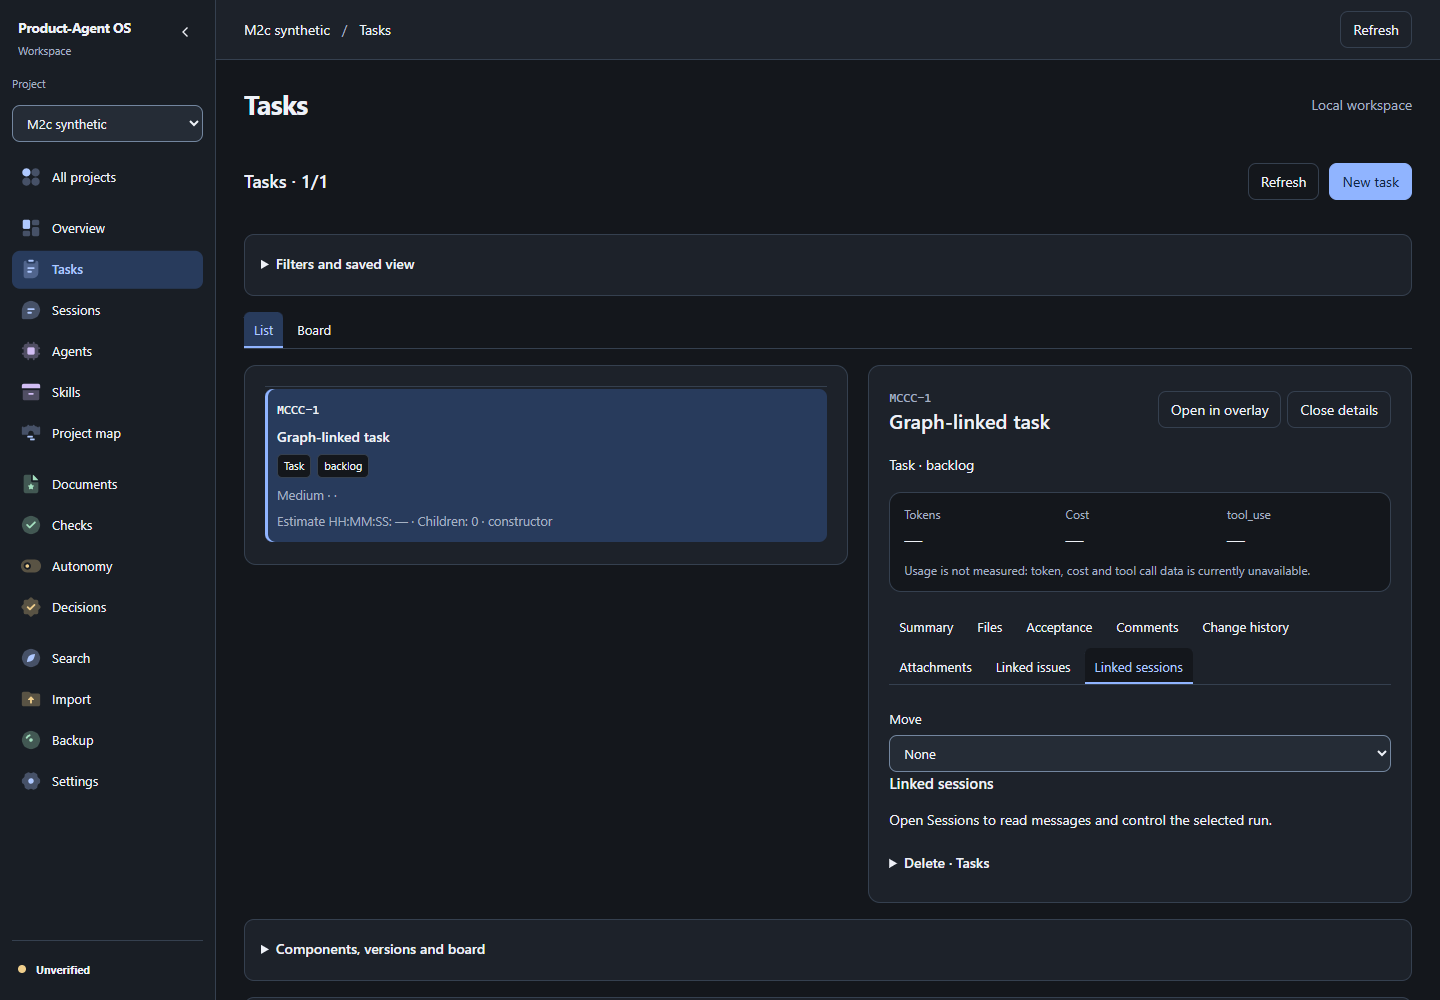 Product-Agent OS
Workspace
Project
M2c synthetic
All projects
Overview
Tasks
Sessions
Agents
Skills
Project map
Documents
Checks
Autonomy
Decisions
Search
Import
Backup
Settings
Unverified
M2c synthetic / Tasks
Refresh
Tasks
Local workspace
Tasks · 1/1
Refresh
New task
Filters and saved view
List
Board
MCCC-1
Graph-linked task
Task
backlog
Medium · ·
Estimate HH:MM:SS: — · Children: 0 · constructor
MCCC-1
Graph-linked task
Open in overlay
Close details
Task · backlog
Tokens
Cost
tool_use
—
—
—
Usage is not measured: token, cost and tool call data is currently unavailable.
Summary
Files
Acceptance
Comments
Change history
Attachments
Linked issues
Linked sessions
Move
None
Linked sessions
Open Sessions to read messages and control the selected run.
Delete · Tasks
Components, versions and board